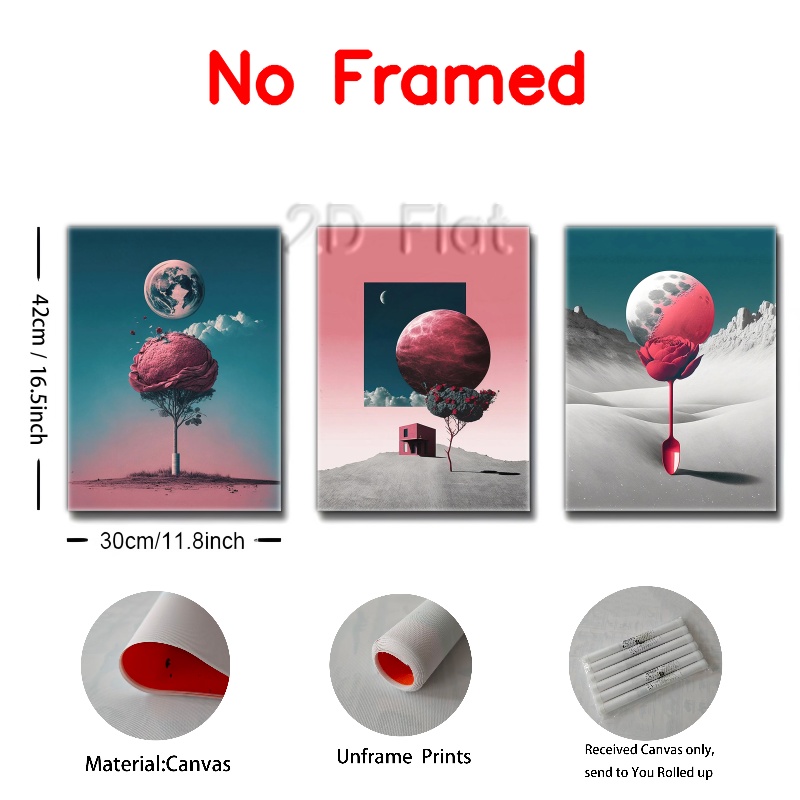 No Framed
2D Flat
42cm / 16.5inch
30cm/11.8inch
Material:Canvas
Unframe Prints
Received Canvas only,
send to You Rolled up